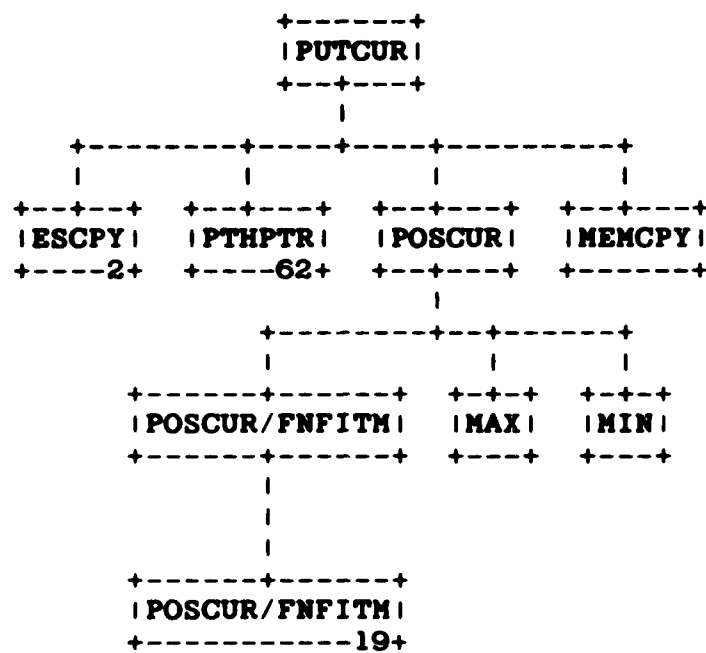 PUTCUR
ESCPY PTHPTR POSCUR MEMCPY
2 62
POSCUR/FNFITM MAX MIN
POSCUR/FNFITM
19